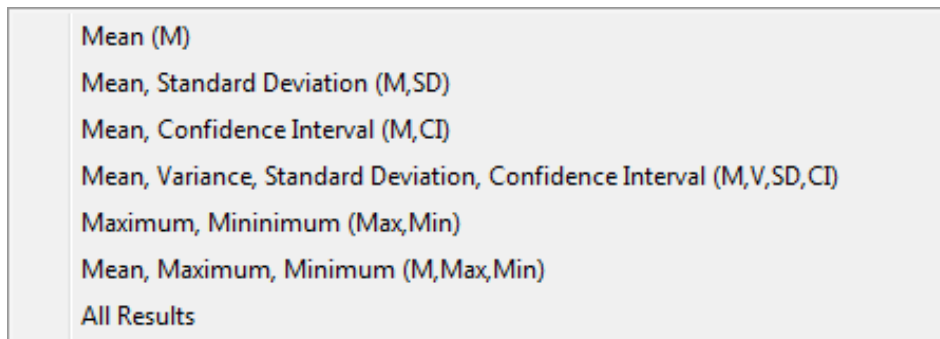 Mean (M)
Mean, Standard Deviation (M,SD)
Mean, Confidence Interval (M,CI)
Mean, Variance, Standard Deviation, Confidence Interval (M,V,SD,CI)
Maximum, Mininimum (Max,Min)
Mean, Maximum, Minimum (M,Max,Min)
All Results